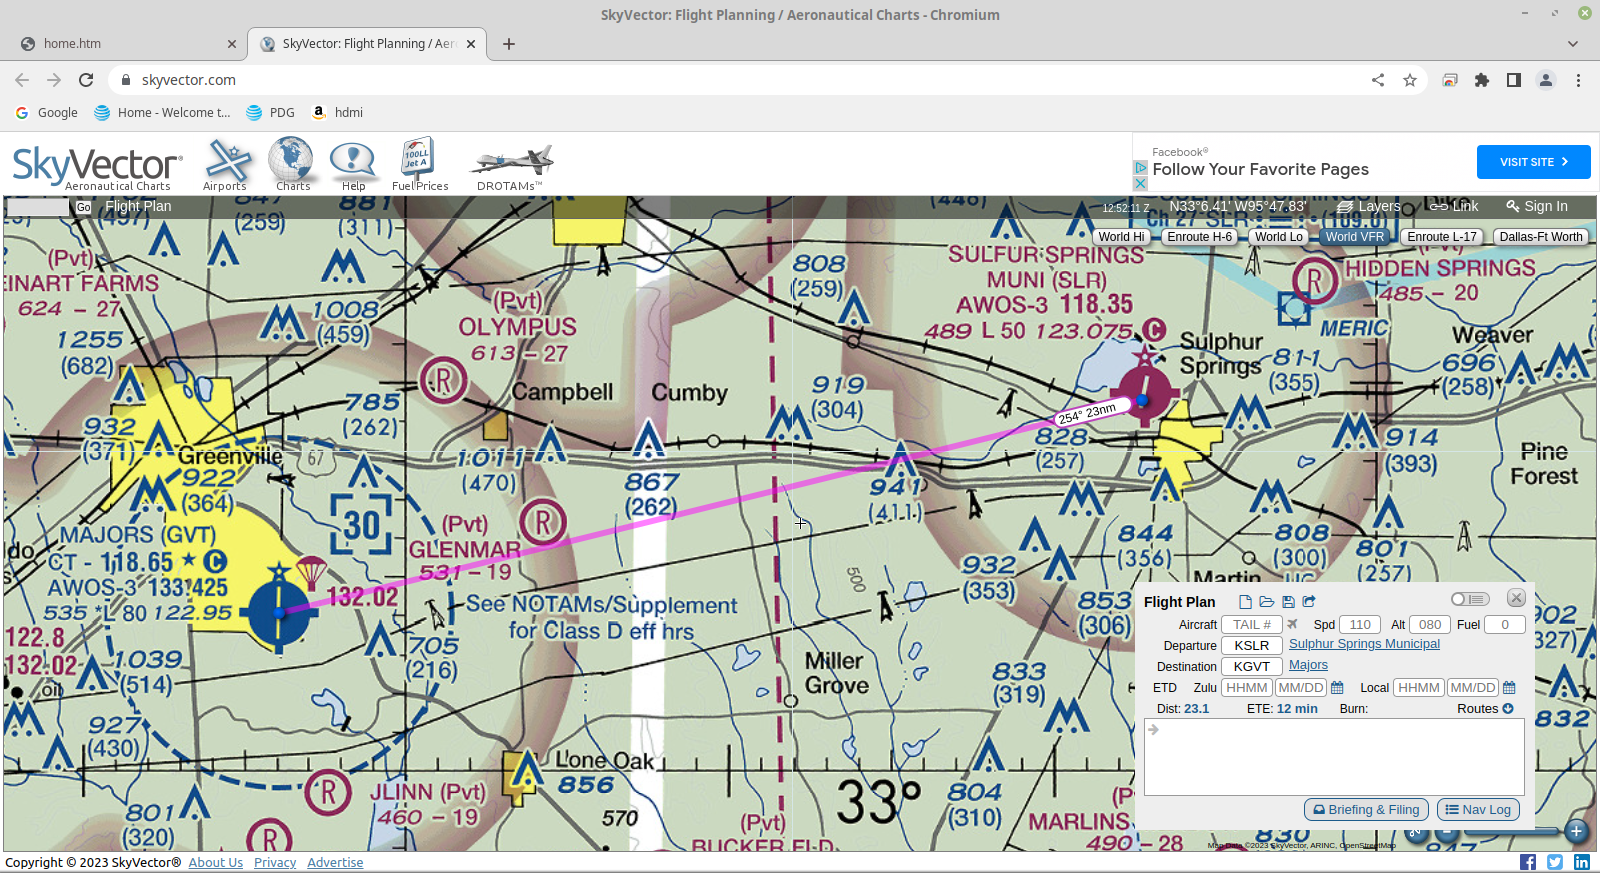 SkyVector: Flight Planning / Aeronautical Charts - Chromium
home.htm
SkyVector: Flight Planning / Aer
skyvector.com
Google
Home - Welcome t...
PDG
hdmi
SkyVector®
Aeronautical Charts
Airports
Charts
Help
100LL
Jet A
Fuel Prices
DROTAMs™
Facebook®
Follow Your Favorite Pages
VISIT SITE
Go
Flight Plan
12:52:11 Z
N33°6.41' W95°47.83'
Layers
Link
Sign In
World Hi
Enroute H-6
World Lo
World VFR
Enroute L-17
Dallas-Ft Worth
(497)
(259)
881
(311)
(446)
(Pvt)
EINART FARMS
624 - 27
1008
(459)
1255
(682)
(Pvt)
OLYMPUS
613 - 27
808
(259)
SULFUR SPRINGS
MUNI (SLR)
AWOS-3 118.35
489 L 50 123.075
C
HIDDEN SPRINGS
485 - 20
R
MERIC
Weaver
Sulphur
Springs
811
(355)
696
(258)
R
Campbell
Cumby
785
(262)
919
(304)
254° 23nm
932
(371)
Greenville
67
922
(364)
1011
(470)
867
(262)
828
(257)
941
(411)
914
(393)
Pine
Forest
30
MAJORS (GVT)
CT - 118.65
C
AWOS-3 133.425
535 *L 80 122.95
132.02
(Pvt)
GLENMAR
531 - 19
R
500
See NOTAMs/Supplement
for Class D eff hrs
932
(353)
844
(356)
808
(300)
801
(257)
Martin
853
(306)
902
122.8
132.02
oil
1039
(514)
705
(216)
Miller
Grove
833
(319)
832
927
(430)
Lone Oak
856
33°
804
(310)
801
(320)
R
R
JLINN (Pvt)
460 - 19
570
(Pvt)
RUCKER FLD
MARLINS
490 - 28
830
847
Flight Plan
Aircraft TAIL # Spd 110 Alt 080 Fuel 0
Departure KSLR Sulphur Springs Municipal
Destination KGVT Majors
ETD Zulu HHMM MM/DD Local HHMM MM/DD
Dist: 23.1 ETE: 12 min Burn: Routes
Briefing & Filing
Nav Log
Map Data ©2023 SkyVector, ARINC, OpenStreetMap
Copyright © 2023 SkyVector® About Us Privacy Advertise